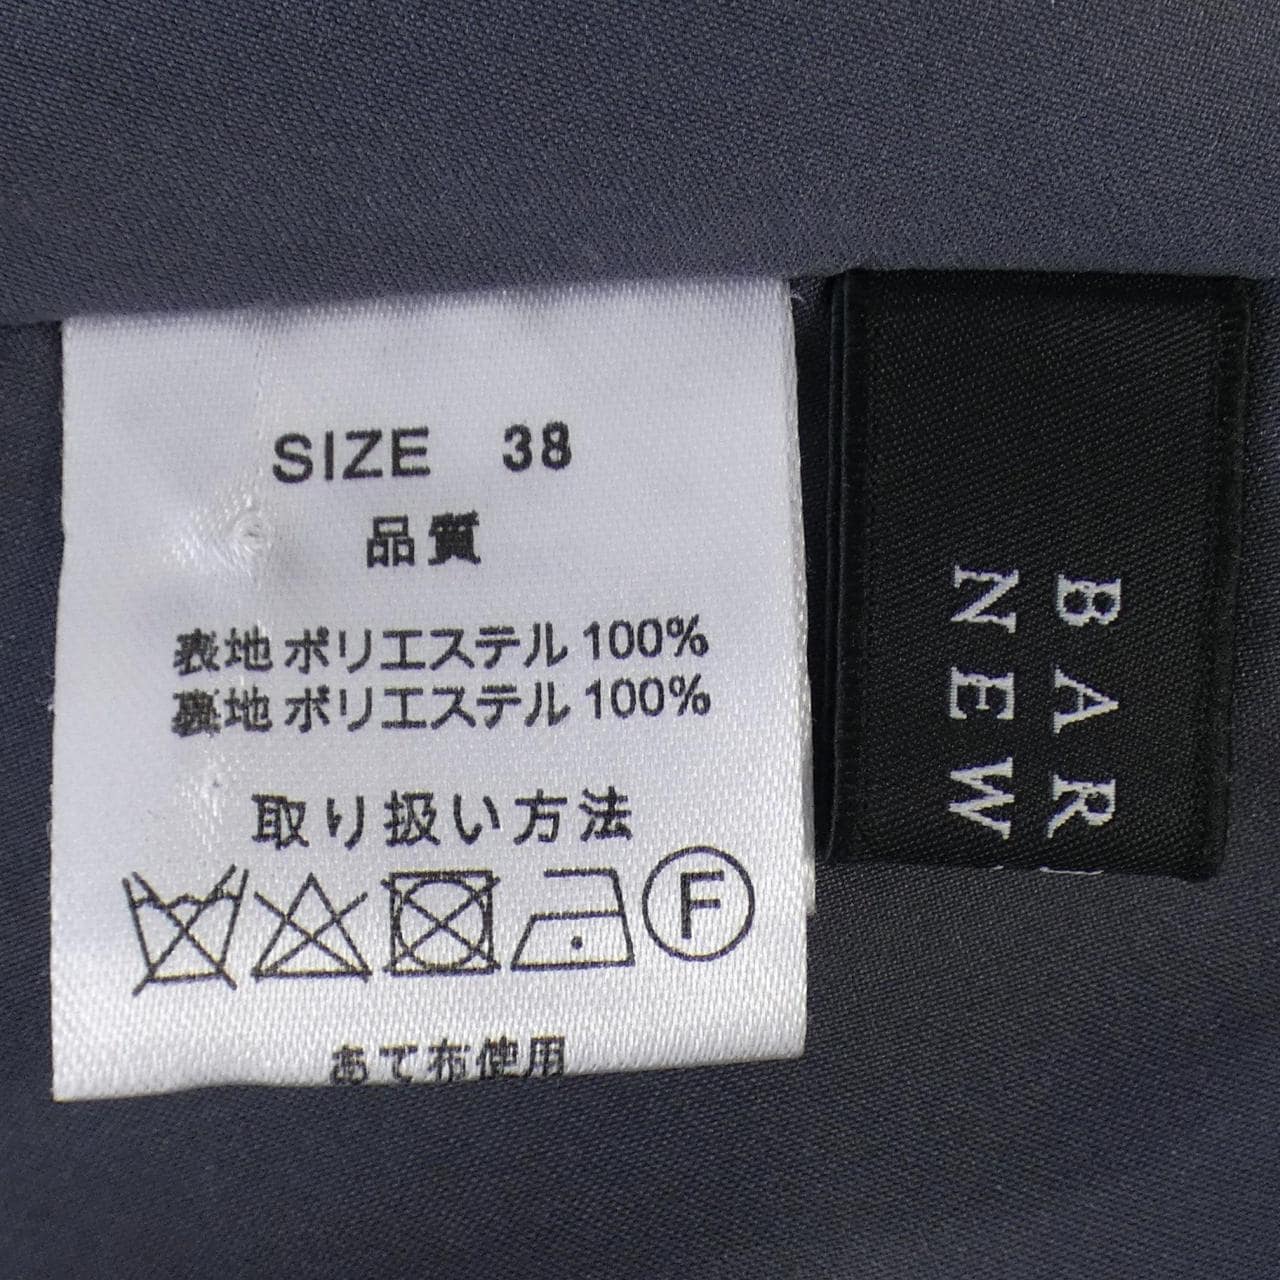 SIZE 38
品質
表地 ポリエステル 100%
裏地 ポリエステル 100%
取り扱い方法
F
あて布使用
BAR
NEW